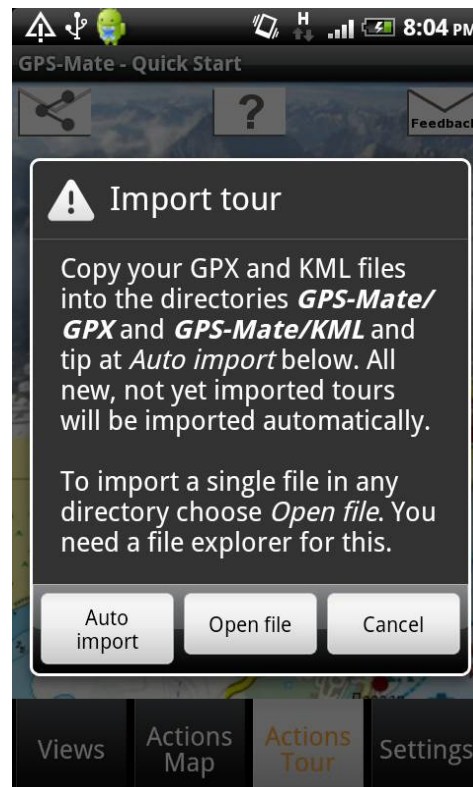 H 8:04 PM
GPS-Mate - Quick Start
?
Feedback
Import tour
Copy your GPX and KML files
into the directories GPS-Mate/
GPX and GPS-Mate/KML and
tip at Auto import below. All
new, not yet imported tours
will be imported automatically.
To import a single file in any
directory choose Open file. You
need a file explorer for this.
Auto
import
Open file
Cancel
Views
Actions
Map
Actions
Tour
Settings